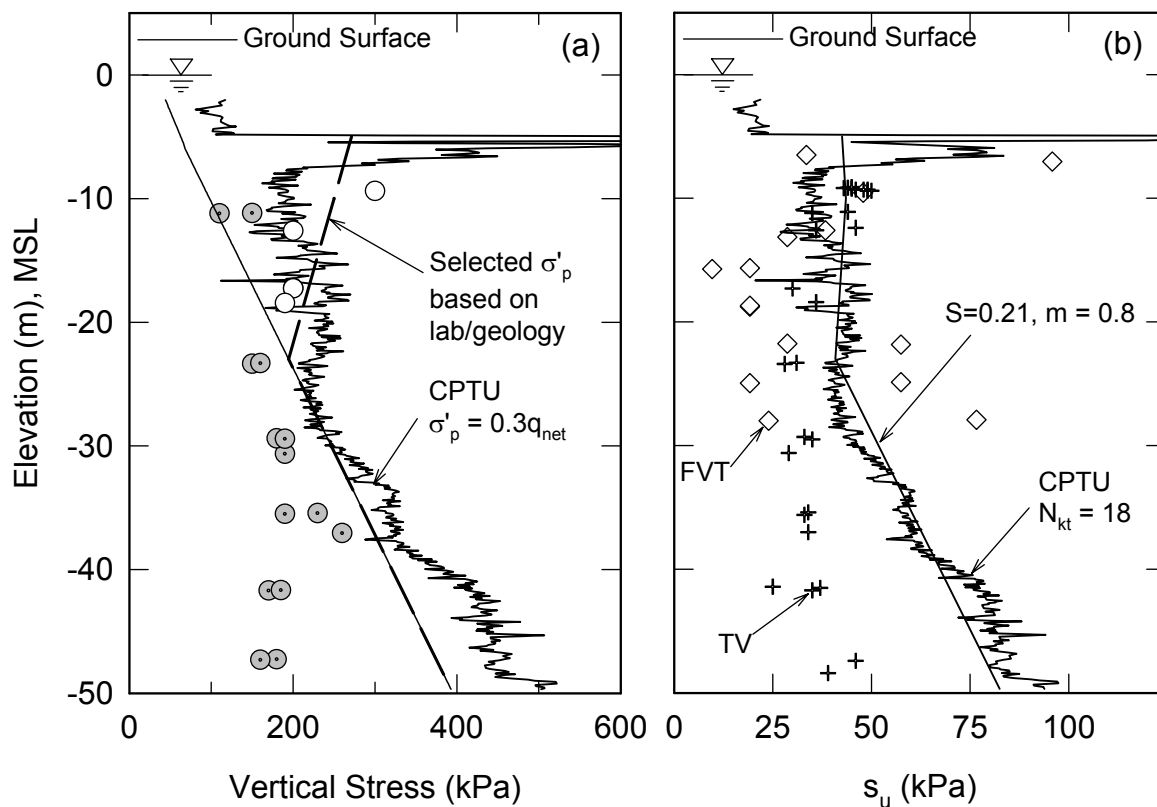 Ground Surface
(a)
0
-10
-20
-30
-40
-50
Elevation (m), MSL
Selected σ'p
based on
lab/geology
CPTU
σ'p = 0.3qnet
0
200
400
600
Vertical Stress (kPa)
Ground Surface
(b)
S=0.21, m = 0.8
FVT
CPTU
Nkt = 18
TV
0
25
50
75
100
su (kPa)